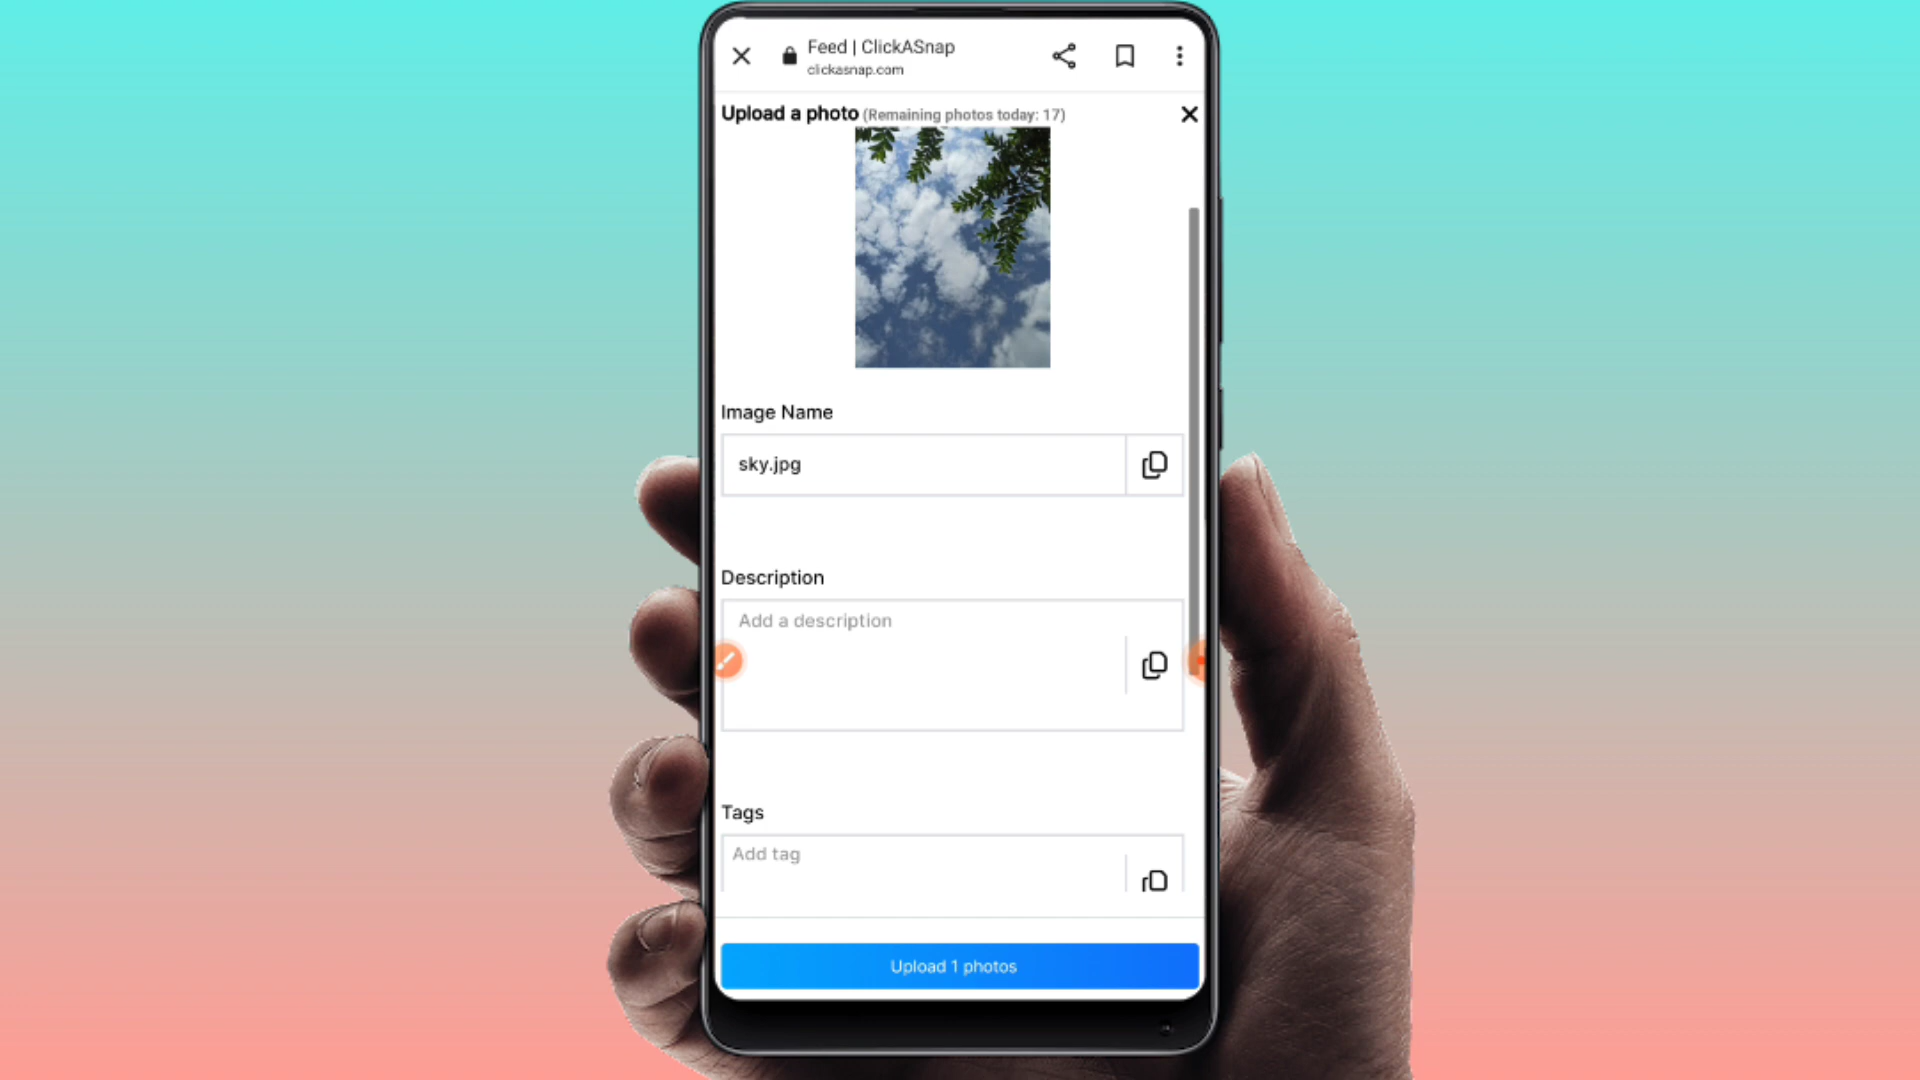 Feed | ClickASnap
clickasnap.com
Upload a photo (Remaining photos today: 17)
Image Name
sky.jpg
Description
Add a description
Tags
Add tag
Upload 1 photos